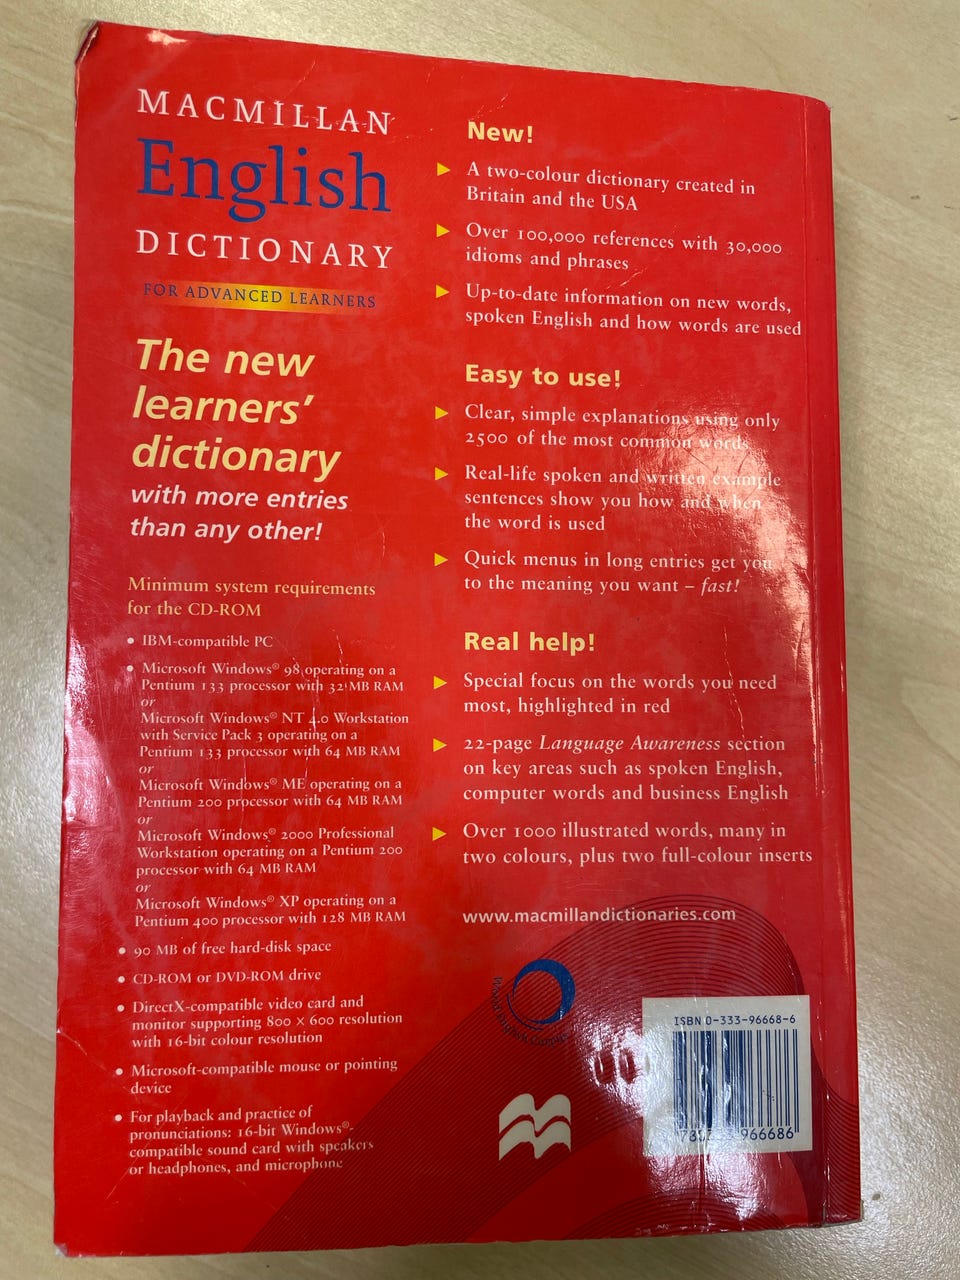 MACMILLAN
English
DICTIONARY
FOR ADVANCED LEARNERS
The new
learners'
dictionary
with more entries
than any other!
Minimum system requirements
for the CD-ROM
• IBM-compatible PC
• Microsoft Windows® 98 operating on a
Pentium 133 processor with 32 MB RAM
or
Microsoft Windows® NT 4.0 Workstation
with Service Pack 3 operating on a
Pentium 133 processor with 64 MB RAM
or
Microsoft Windows® ME operating on a
Pentium 200 processor with 64 MB RAM
or
Microsoft Windows® 2000 Professional
Workstation operating on a Pentium 200
processor with 64 MB RAM
or
Microsoft Windows® XP operating on a
Pentium 400 processor with 128 MB RAM
• 90 MB of free hard-disk space
• CD-ROM or DVD-ROM drive
• DirectX-compatible video card and
monitor supporting 800 × 600 resolution
with 16-bit colour resolution
• Microsoft-compatible mouse or pointing
device
• For playback and practice of
pronunciations: 16-bit Windows®-
compatible sound card with speakers
or headphones, and microphone
New!
A two-colour dictionary created in
Britain and the USA
Over 100,000 references with 30,000
idioms and phrases
Up-to-date information on new words,
spoken English and how words are used
Easy to use!
Clear, simple explanations using only
2500 of the most common words
Real-life spoken and written example
sentences show you how and when
the word is used
Quick menus in long entries get you
to the meaning you want – fast!
Real help!
Special focus on the words you need
most, highlighted in red
22-page Language Awareness section
on key areas such as spoken English,
computer words and business English
Over 1000 illustrated words, many in
two colours, plus two full-colour inserts
www.macmillandictionaries.com
ISBN 0-333-96668-6
966686